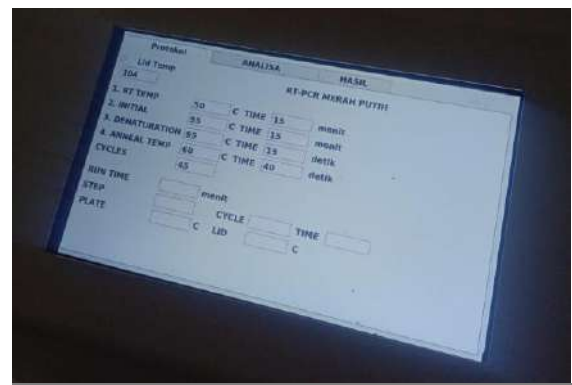 Protokol ANALISA HASIL
Lid Temp RT-PCR MERAH PUTIH
104
1. RT TEMP 50 C TIME 15 menit
2. INITIAL 95 C TIME 15 menit
3. DENATURATION 95 C TIME 15 detik
4. ANNEAL TEMP 60 C TIME 40 detik
CYCLES 45
RUN TIME menit
STEP CYCLE TIME
PLATE C LID C